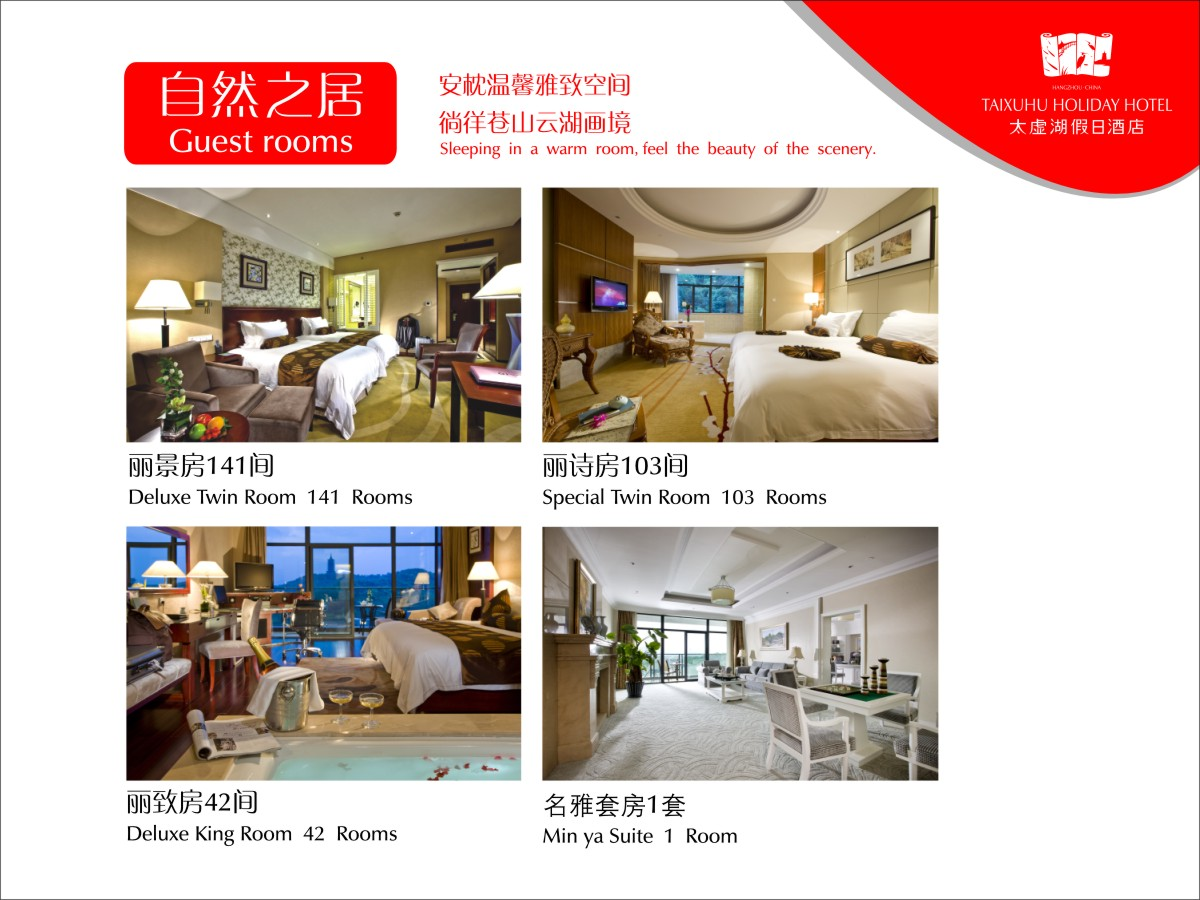 自然之居
Guest rooms
安枕温馨雅致空间
徜徉苍山云湖画境
Sleeping in a warm room, feel the beauty of the scenery.
HANGZHOU·CHINA
TAIXUHU HOLIDAY HOTEL
太虚湖假日酒店
丽景房141间
Deluxe Twin Room 141 Rooms
丽诗房103间
Special Twin Room 103 Rooms
丽致房42间
Deluxe King Room 42 Rooms
名雅套房1套
Min ya Suite 1 Room